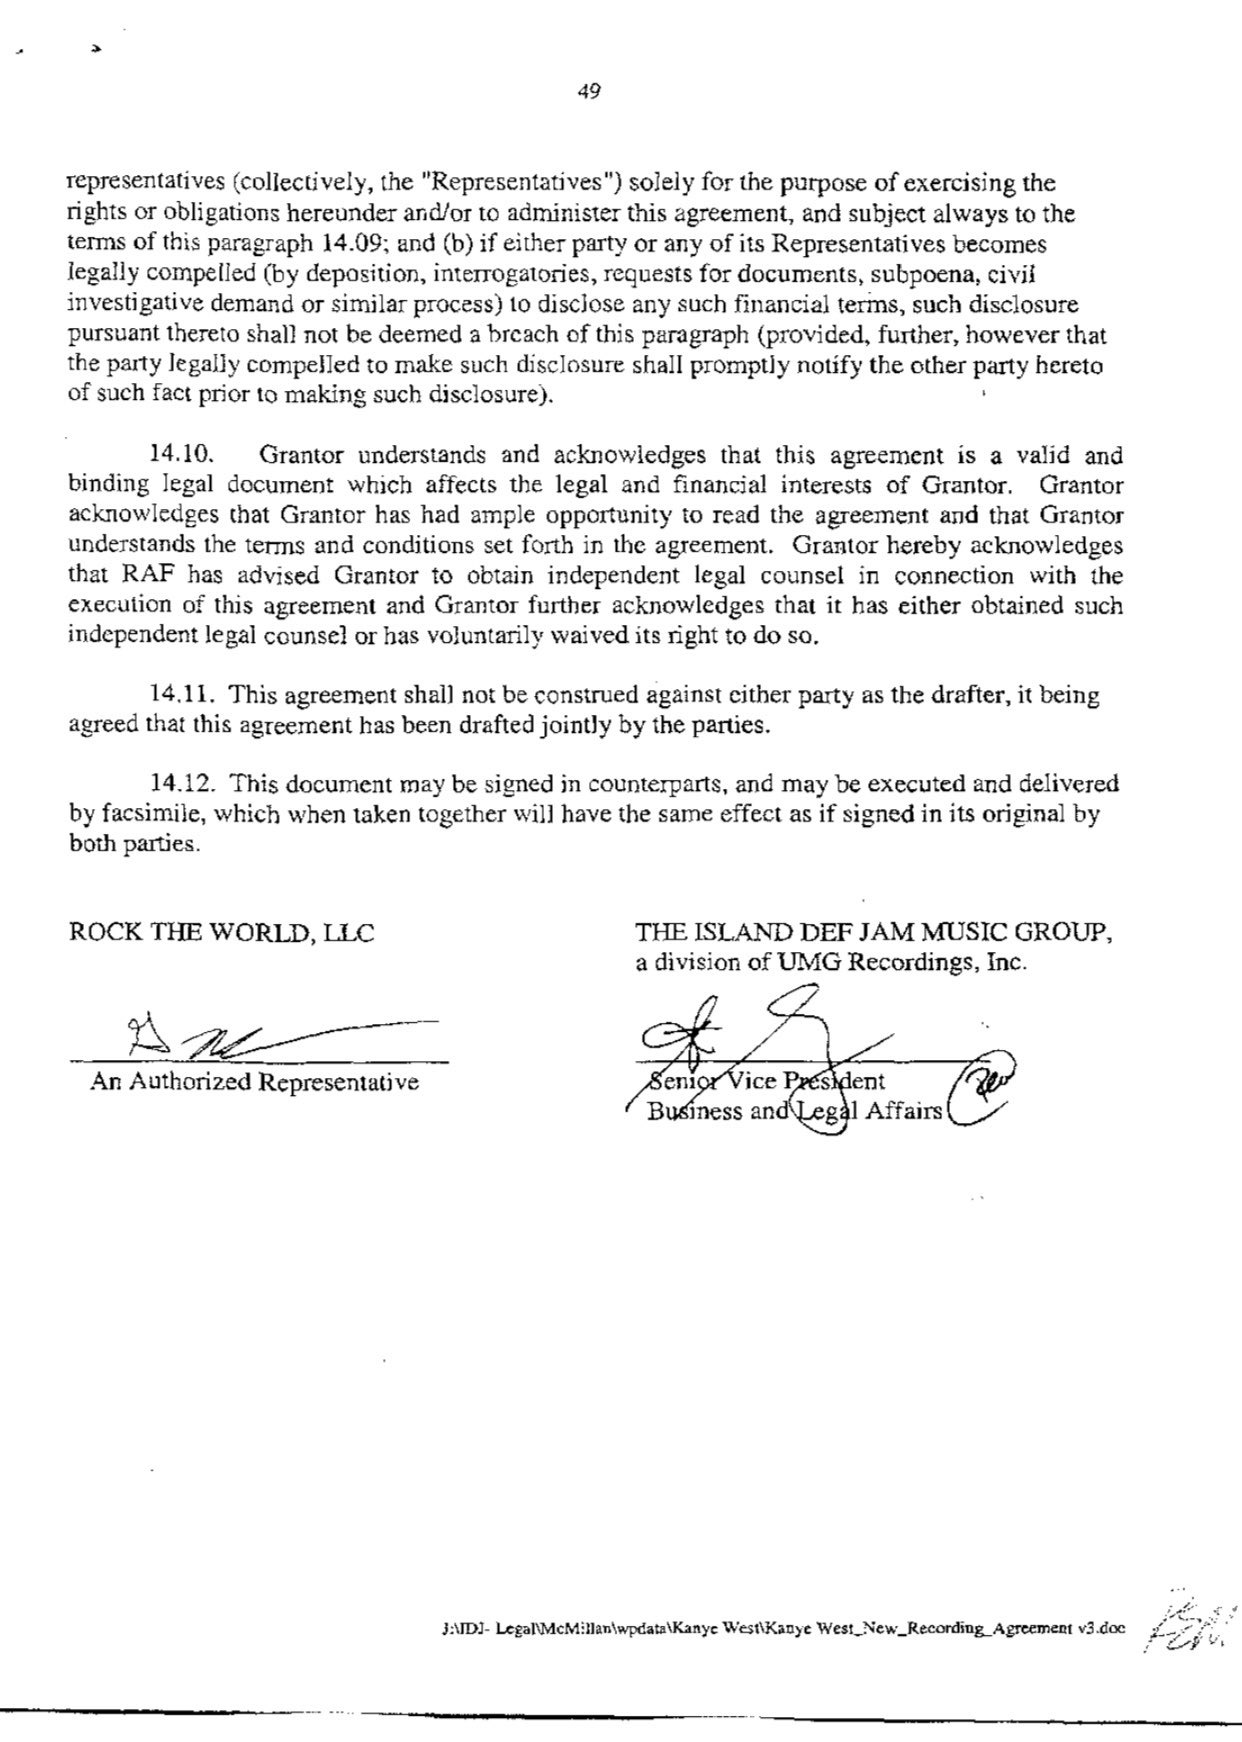 49
representatives (collectively, the "Representatives") solely for the purpose of exercising the
rights or obligations hereunder and/or to administer this agreement, and subject always to the
terms of this paragraph 14.09; and (b) if either party or any of its Representatives becomes
legally compelled (by deposition, interrogatories, requests for documents, subpoena, civil
investigative demand or similar process) to disclose any such financial terms, such disclosure
pursuant thereto shall not be deemed a breach of this paragraph (provided, further, however that
the party legally compelled to make such disclosure shall promptly notify the other party hereto
of such fact prior to making such disclosure).
14.10. Grantor understands and acknowledges that this agreement is a valid and
binding legal document which affects the legal and financial interests of Grantor. Grantor
acknowledges that Grantor has had ample opportunity to read the agreement and that Grantor
understands the terms and conditions set forth in the agreement. Grantor hereby acknowledges
that RAF has advised Grantor to obtain independent legal counsel in connection with the
execution of this agreement and Grantor further acknowledges that it has either obtained such
independent legal counsel or has voluntarily waived its right to do so.
14.11. This agreement shall not be construed against either party as the drafter, it being
agreed that this agreement has been drafted jointly by the parties.
14.12. This document may be signed in counterparts, and may be executed and delivered
by facsimile, which when taken together will have the same effect as if signed in its original by
both parties.
ROCK THE WORLD, LLC
An Authorized Representative
THE ISLAND DEF JAM MUSIC GROUP,
a division of UMG Recordings, Inc.
Senior Vice President
Business and Legal Affairs
J:\IDJ- Legal\McMillan\wpdata\Kanye West\Kanye West_New_Recording_Agreement v3.doc